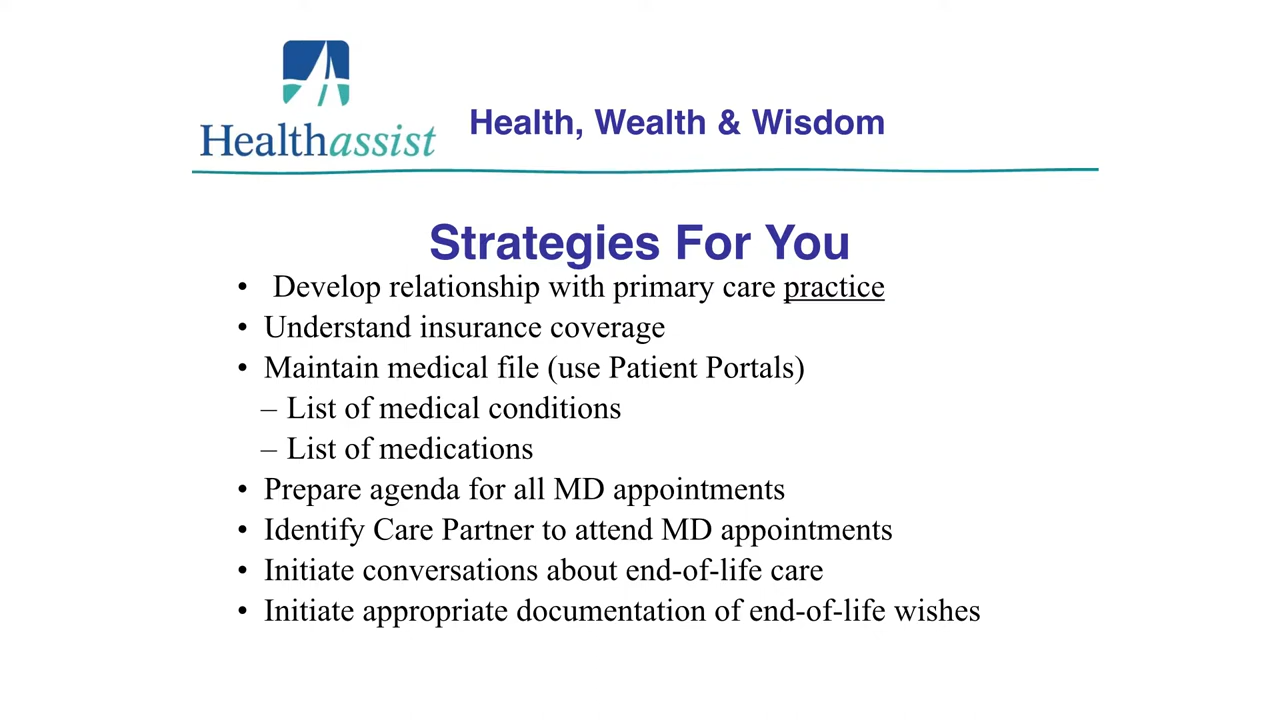 Healthassist
Health, Wealth & Wisdom
Strategies For You
• Develop relationship with primary care practice
• Understand insurance coverage
• Maintain medical file (use Patient Portals)
– List of medical conditions
– List of medications
• Prepare agenda for all MD appointments
• Identify Care Partner to attend MD appointments
• Initiate conversations about end-of-life care
• Initiate appropriate documentation of end-of-life wishes